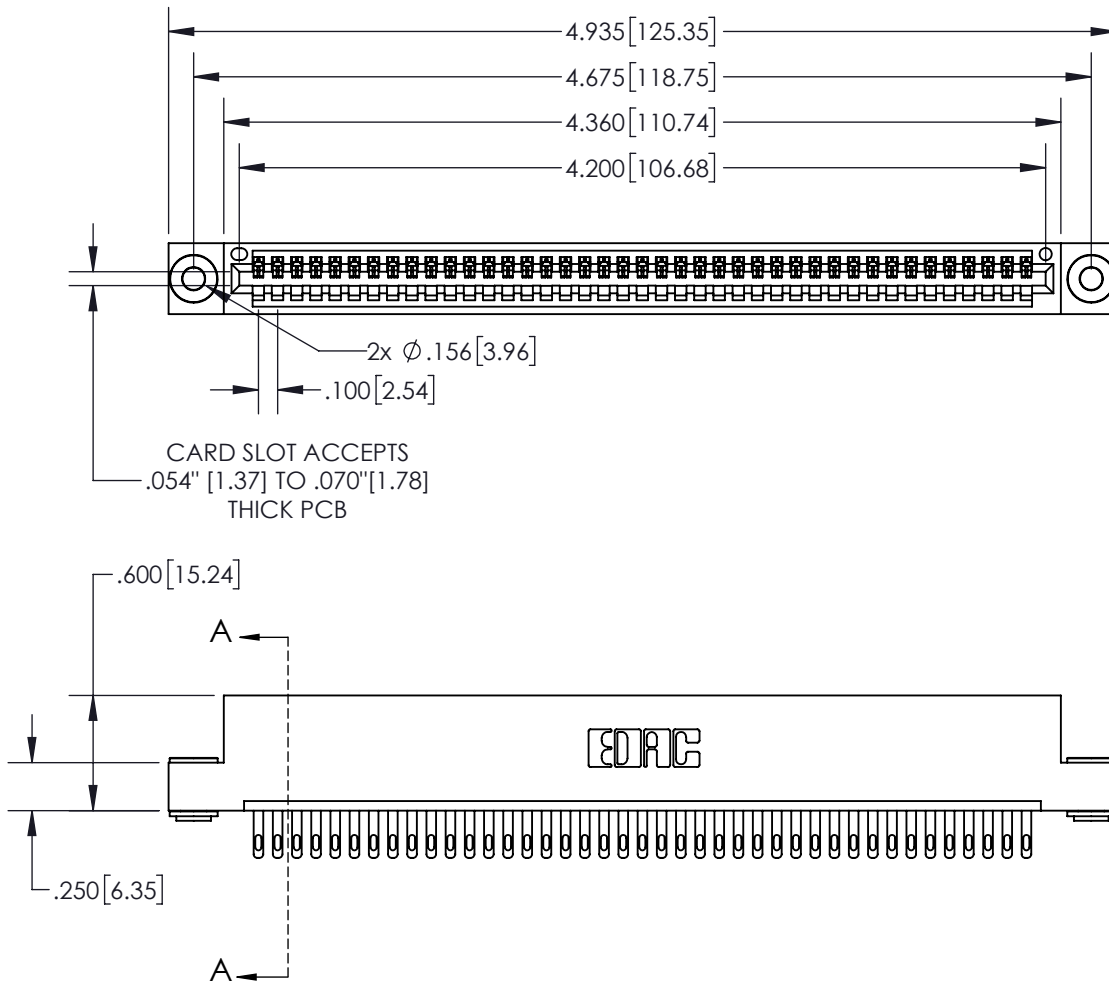 4.935[125.35]
4.675[118.75]
4.360[110.74]
4.200[106.68]
2x Ø .156[3.96]
.100[2.54]
CARD SLOT ACCEPTS
.054" [1.37] TO .070"[1.78]
THICK PCB
.600[15.24]
A
EDAC
.250[6.35]
A